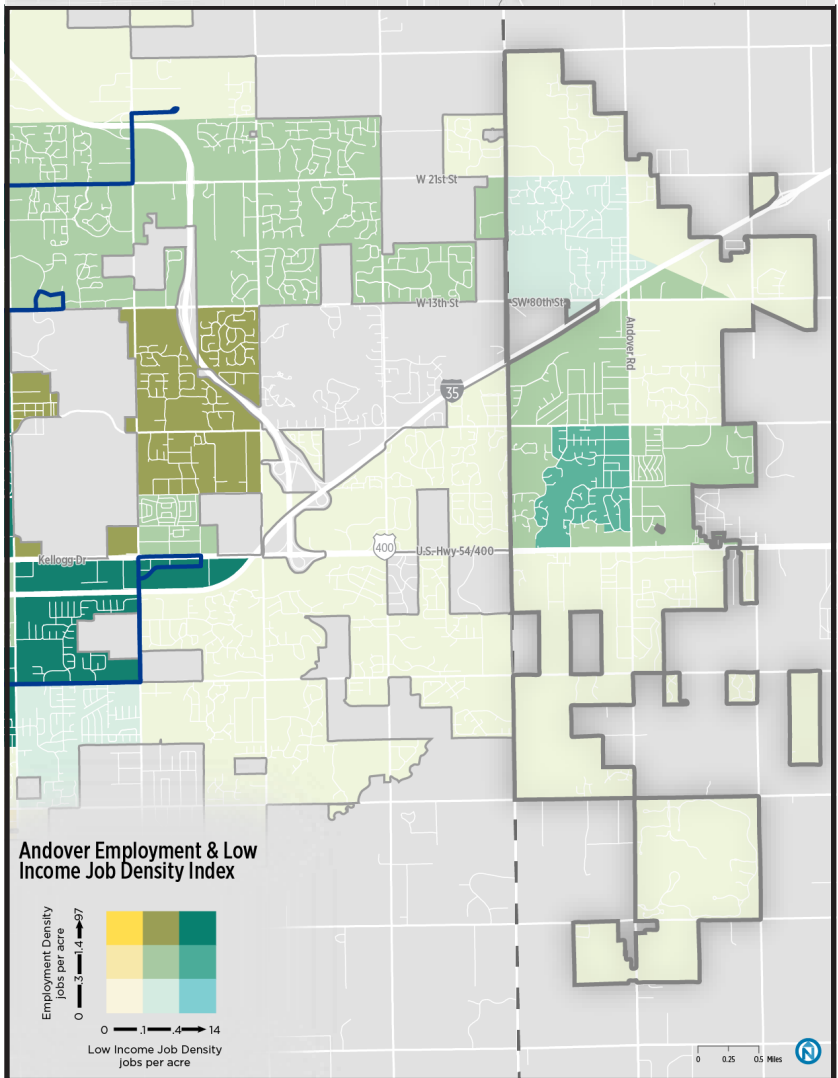 W 21st St
W 13th St
SW 80th St
Andover Rd
35
400
U.S. Hwy 54/400
Kellogg Dr
Andover Employment & Low
Income Job Density Index
Employment Density
jobs per acre
0 .3 1.4 97
0 .1 .4 14
Low Income Job Density
jobs per acre
0 0.25 0.5 Miles
N